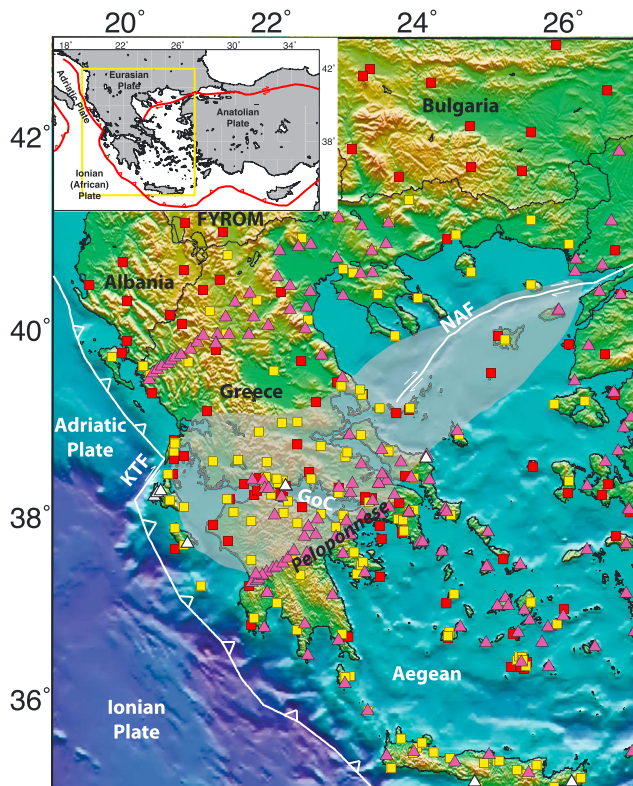 20°
22°
24°
26°
18°
22°
26°
30°
34°
42°
38°
Eurasian
Plate
Adriatic Plate
Anatolian
Plate
Ionian
(African)
Plate
Bulgaria
42°
FYROM
Albania
40°
NAF
Greece
Adriatic
Plate
KTF
GoC
38°
Peloponnese
Aegean
36°
Ionian
Plate